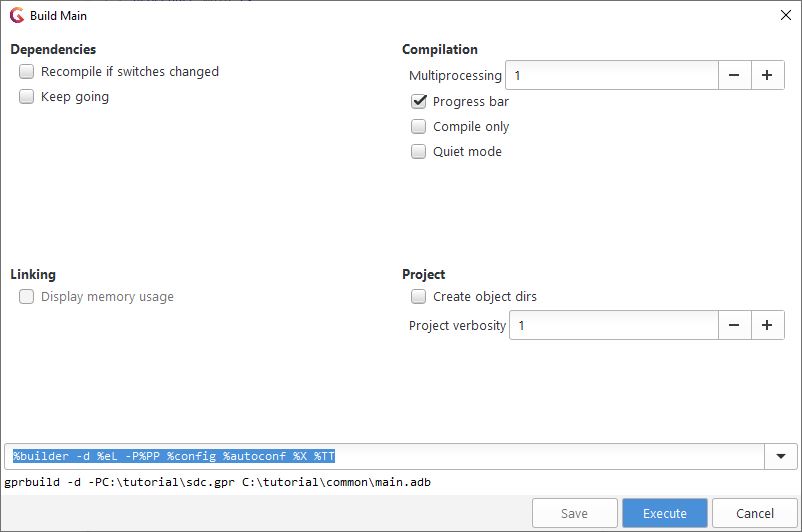 Build Main
Dependencies
Recompile if switches changed
Keep going
Compilation
Multiprocessing 1
Progress bar
Compile only
Quiet mode
Linking
Display memory usage
Project
Create object dirs
Project verbosity 1
%builder -d %eL -P%PP %config %autoconf %X %TT
gprbuild -d -PC:\tutorial\sdc.gpr C:\tutorial\common\main.adb
Save Execute Cancel